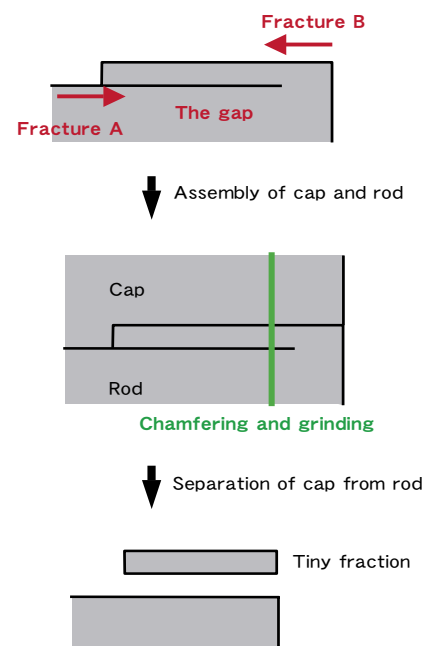 Fracture B
The gap
Fracture A
Assembly of cap and rod
Cap
Rod
Chamfering and grinding
Separation of cap from rod
Tiny fraction